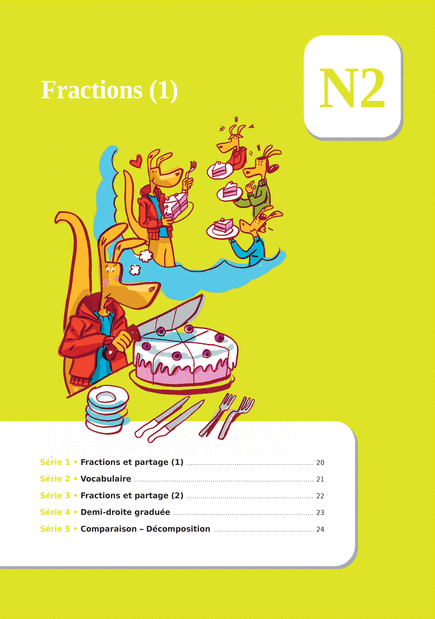 Fractions (1)
N2
Série 1 • Fractions et partage (1) 20
Série 2 • Vocabulaire 21
Série 3 • Fractions et partage (2) 22
Série 4 • Demi-droite graduée 23
Série 5 • Comparaison – Décomposition 24